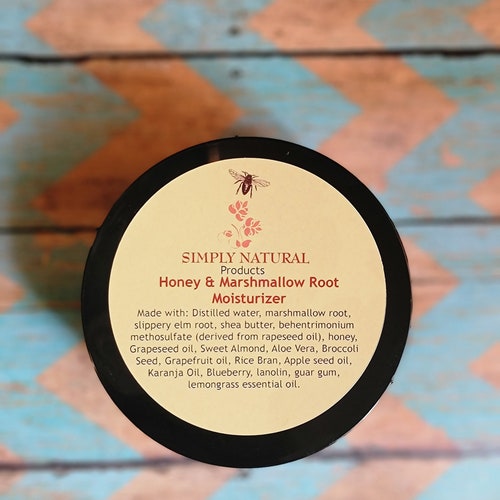 SIMPLY NATURAL
Products
Honey & Marshmallow Root
Moisturizer
Made with: Distilled water, marshmallow root,
slippery elm root, shea butter, behentrimonium
methosulfate (derived from rapeseed oil), honey,
Grapeseed oil, Sweet Almond, Aloe Vera, Broccoli
Seed, Grapefruit oil, Rice Bran, Apple seed oil,
Karanja Oil, Blueberry, lanolin, guar gum,
lemongrass essential oil.